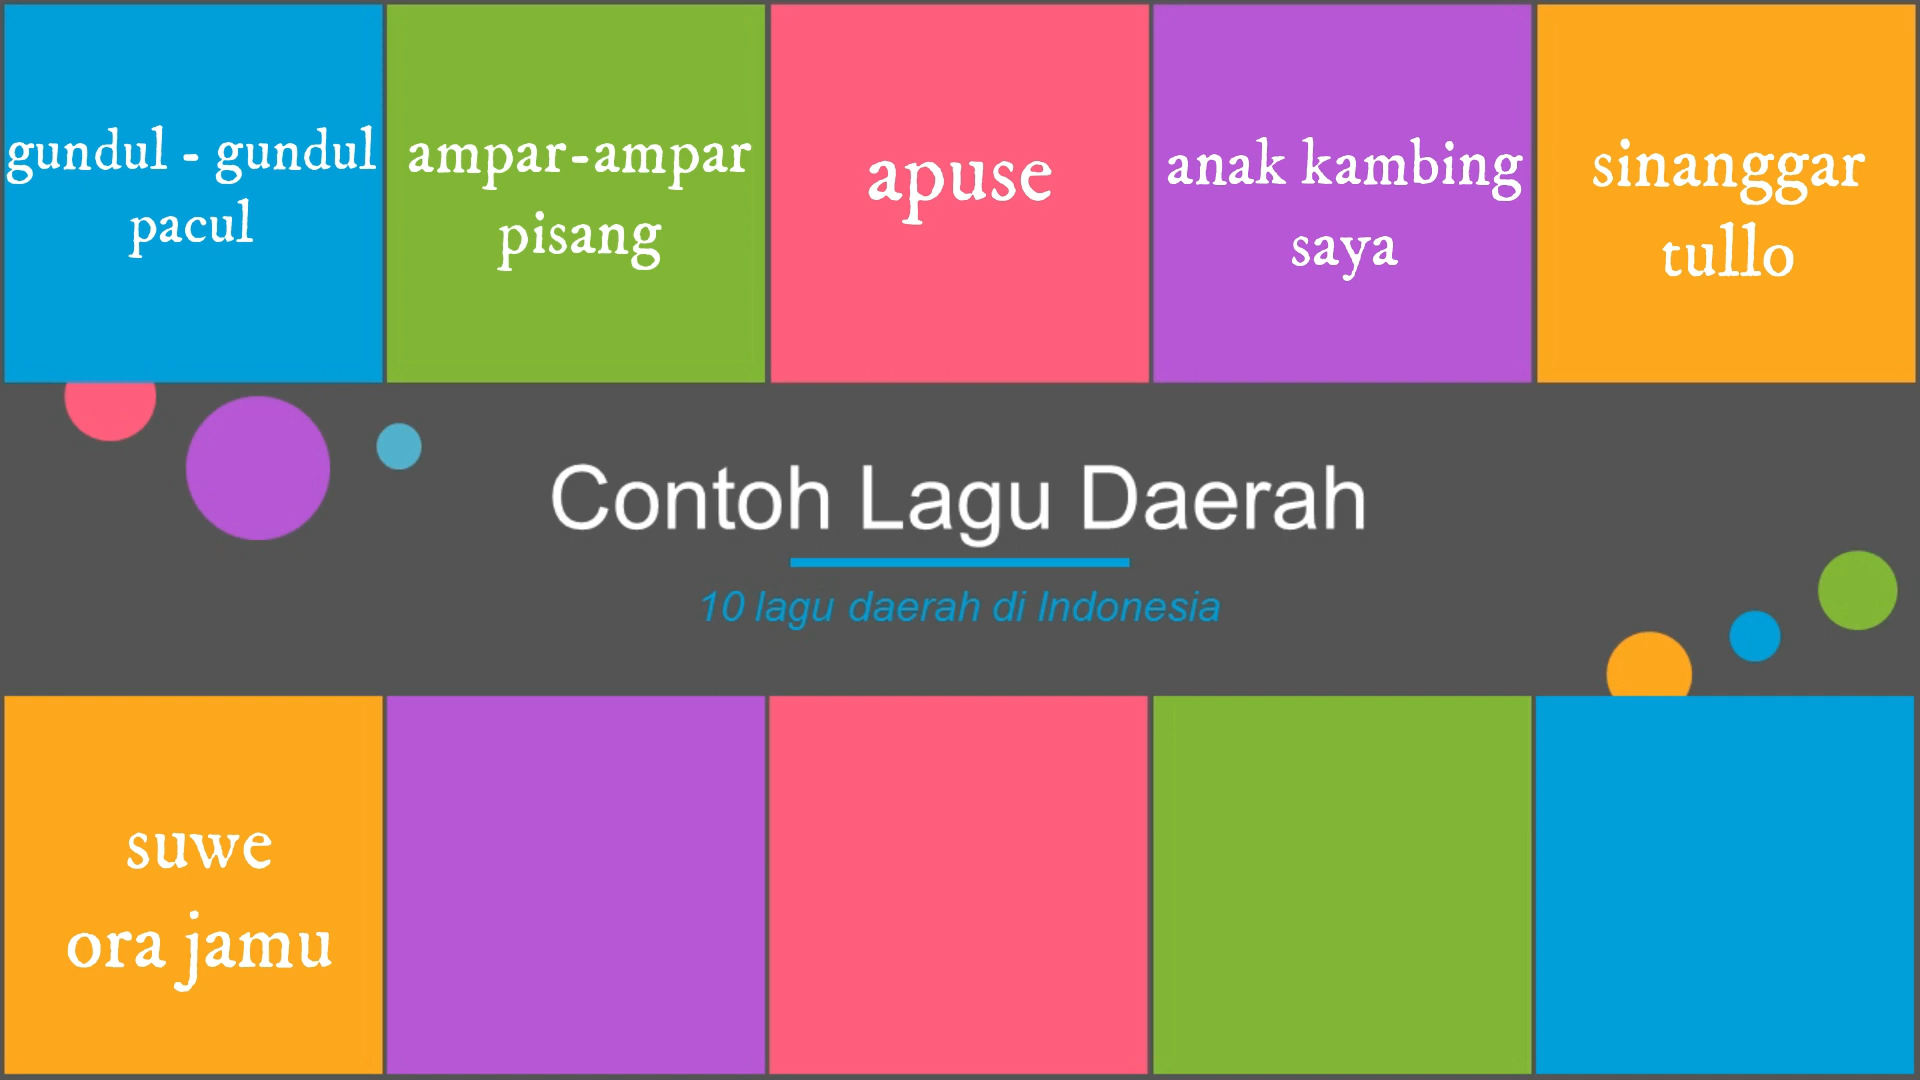 gundul - gundul
pacul
ampar-ampar
pisang
apuse
anak kambing
saya
sinanggar
tullo
Contoh Lagu Daerah
10 lagu daerah di Indonesia
suwe
ora jamu